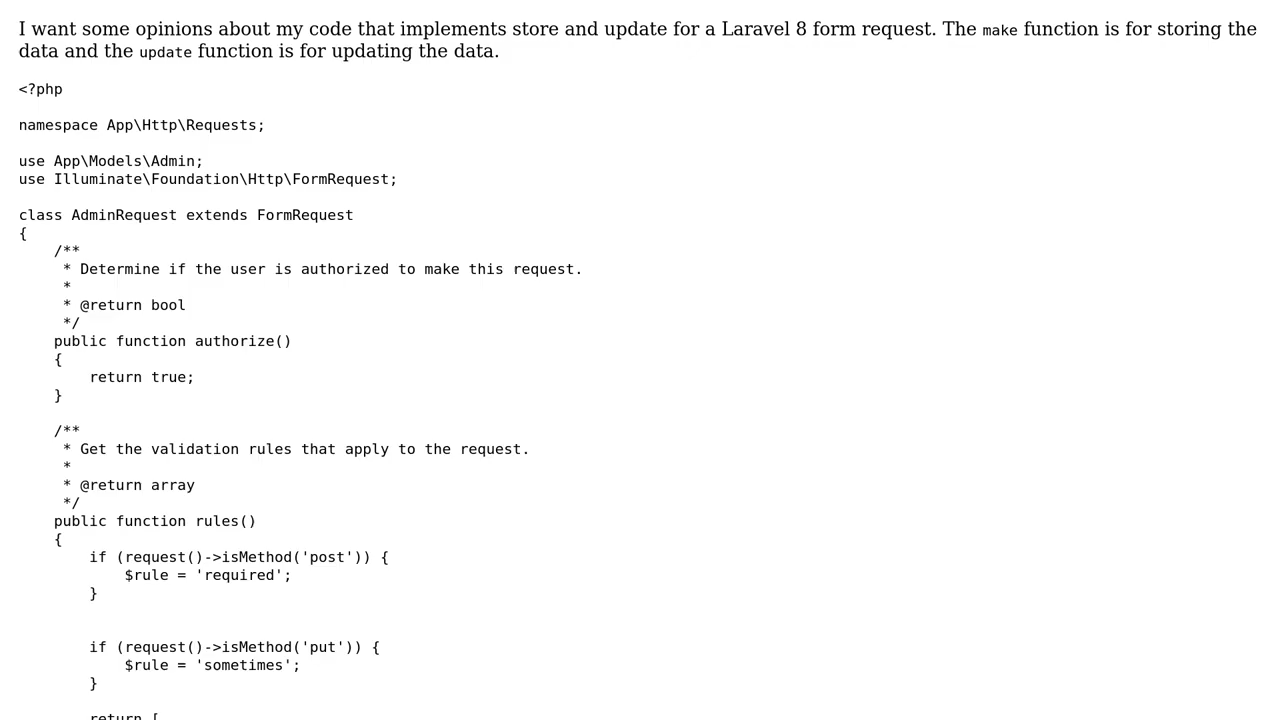 I want some opinions about my code that implements store and update for a Laravel 8 form request. The make function is for storing the
data and the update function is for updating the data.
<?php
namespace App\Http\Requests;
use App\Models\Admin;
use Illuminate\Foundation\Http\FormRequest;
class AdminRequest extends FormRequest
{
    /**
     * Determine if the user is authorized to make this request.
     *
     * @return bool
     */
    public function authorize()
    {
        return true;
    }
    /**
     * Get the validation rules that apply to the request.
     *
     * @return array
     */
    public function rules()
    {
        if (request()->isMethod('post')) {
            $rule = 'required';
        }
        if (request()->isMethod('put')) {
            $rule = 'sometimes';
        }
        return [